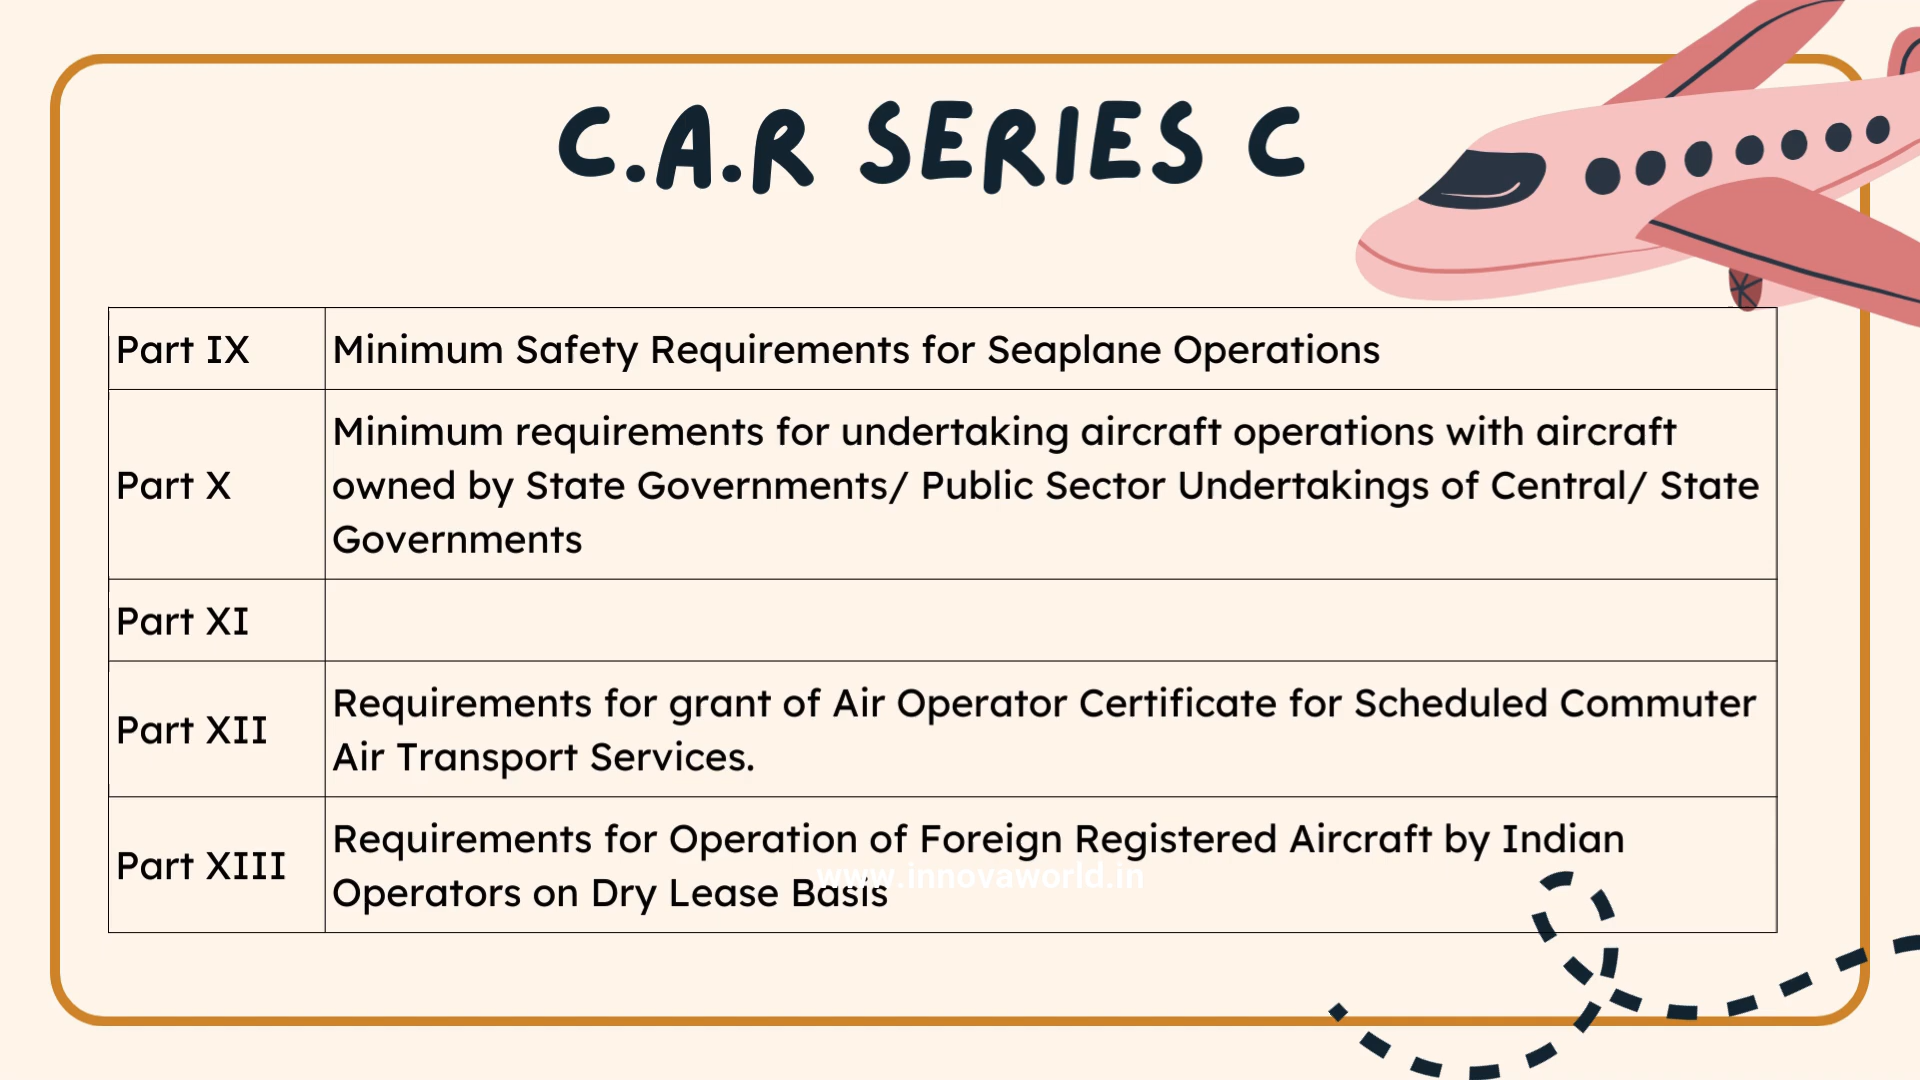 C.A.R SERIES C
Part IX
Minimum Safety Requirements for Seaplane Operations
Part X
Minimum requirements for undertaking aircraft operations with aircraft
owned by State Governments/ Public Sector Undertakings of Central/ State
Governments
Part XI
Part XII
Requirements for grant of Air Operator Certificate for Scheduled Commuter
Air Transport Services.
Part XIII
Requirements for Operation of Foreign Registered Aircraft by Indian
Operators on Dry Lease Basis
www.innovaworld.in